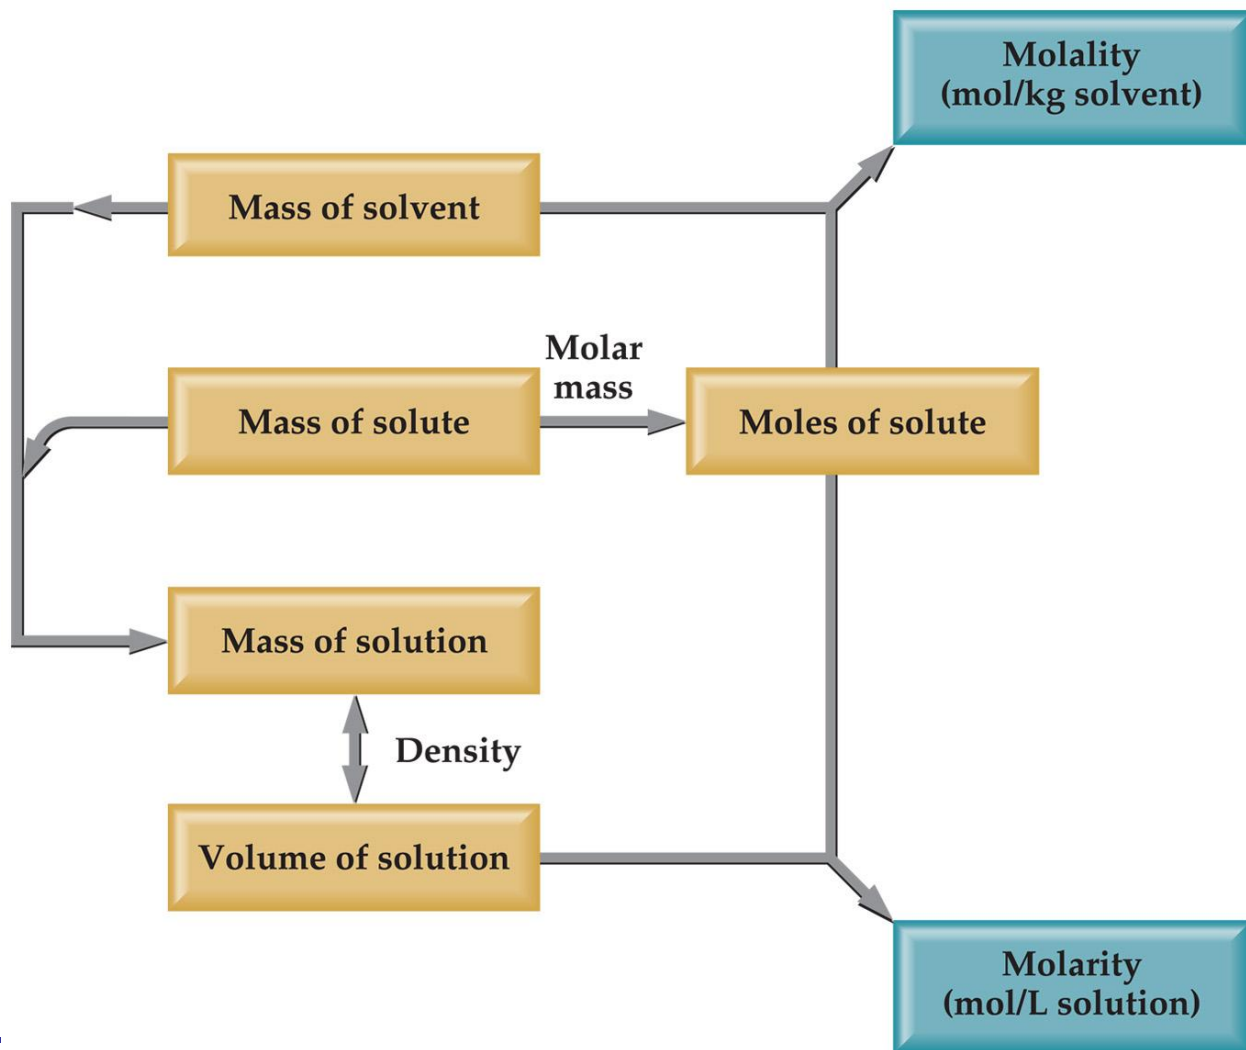 Molality
(mol/kg solvent)
Mass of solvent
Molar
mass
Mass of solute
Moles of solute
Mass of solution
Density
Volume of solution
Molarity
(mol/L solution)